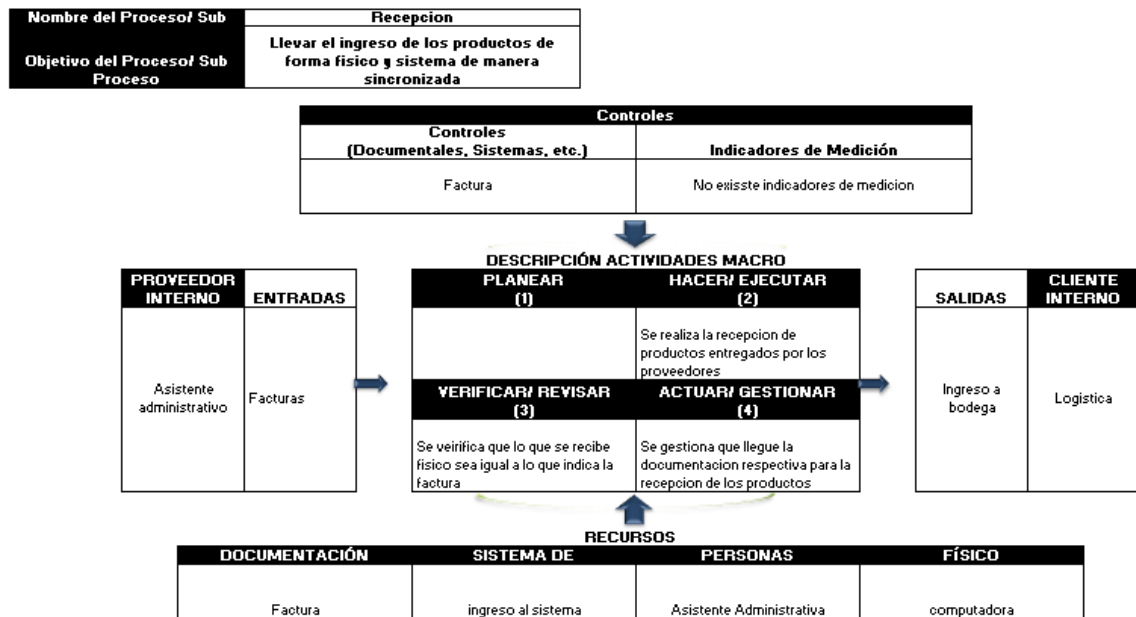 Nombre del Proceso/ Sub
Recepcion
Objetivo del Proceso/ Sub
Proceso
Llevar el ingreso de los productos de
forma fisico y sistema de manera
sincronizada
Controles
Controles
(Documentales, Sistemas, etc.)
Indicadores de Medición
Factura
No exisste indicadores de medicion
DESCRIPCIÓN ACTIVIDADES MACRO
PROVEEDOR
INTERNO
ENTRADAS
Asistente
administrativo
Facturas
PLANEAR
(1)
HACER/ EJECUTAR
(2)
Se realiza la recepcion de
productos entregados por los
proveedores
VERIFICAR/ REVISAR
(3)
ACTUAR/ GESTIONAR
(4)
Se veirifica que lo que se recibe
fisico sea igual a lo que indica la
factura
Se gestiona que llegue la
documentacion respectiva para la
recepcion de los productos
SALIDAS
CLIENTE
INTERNO
Ingreso a
bodega
Logistica
RECURSOS
DOCUMENTACIÓN
SISTEMA DE
PERSONAS
FÍSICO
Factura
ingreso al sistema
Asistente Administrativa
computadora